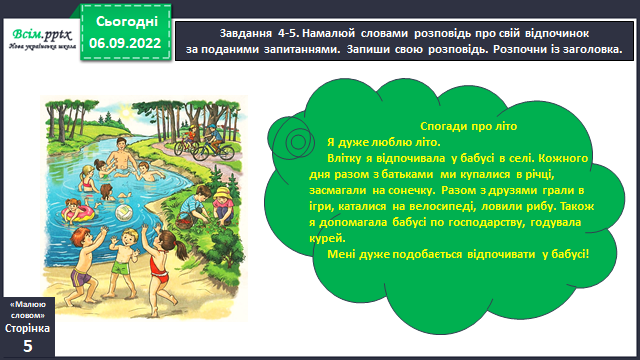 Всім.pptx
Нова українська школа
Сьогодні
06.09.2022
Завдання 4-5. Намалюй словами розповідь про свій відпочинок
за поданими запитаннями. Запиши свою розповідь. Розпочни із заголовка.
Спогади про літо
Я дуже люблю літо.
Влітку я відпочивала у бабусі в селі. Кожного
дня разом з батьками ми купалися в річці,
засмагали на сонечку. Разом з друзями грали в
ігри, каталися на велосипеді, ловили рибу. Також
я допомагала бабусі по господарству, годувала
курей.
Мені дуже подобається відпочивати у бабусі!
«Малюю
словом»
Сторінка
5